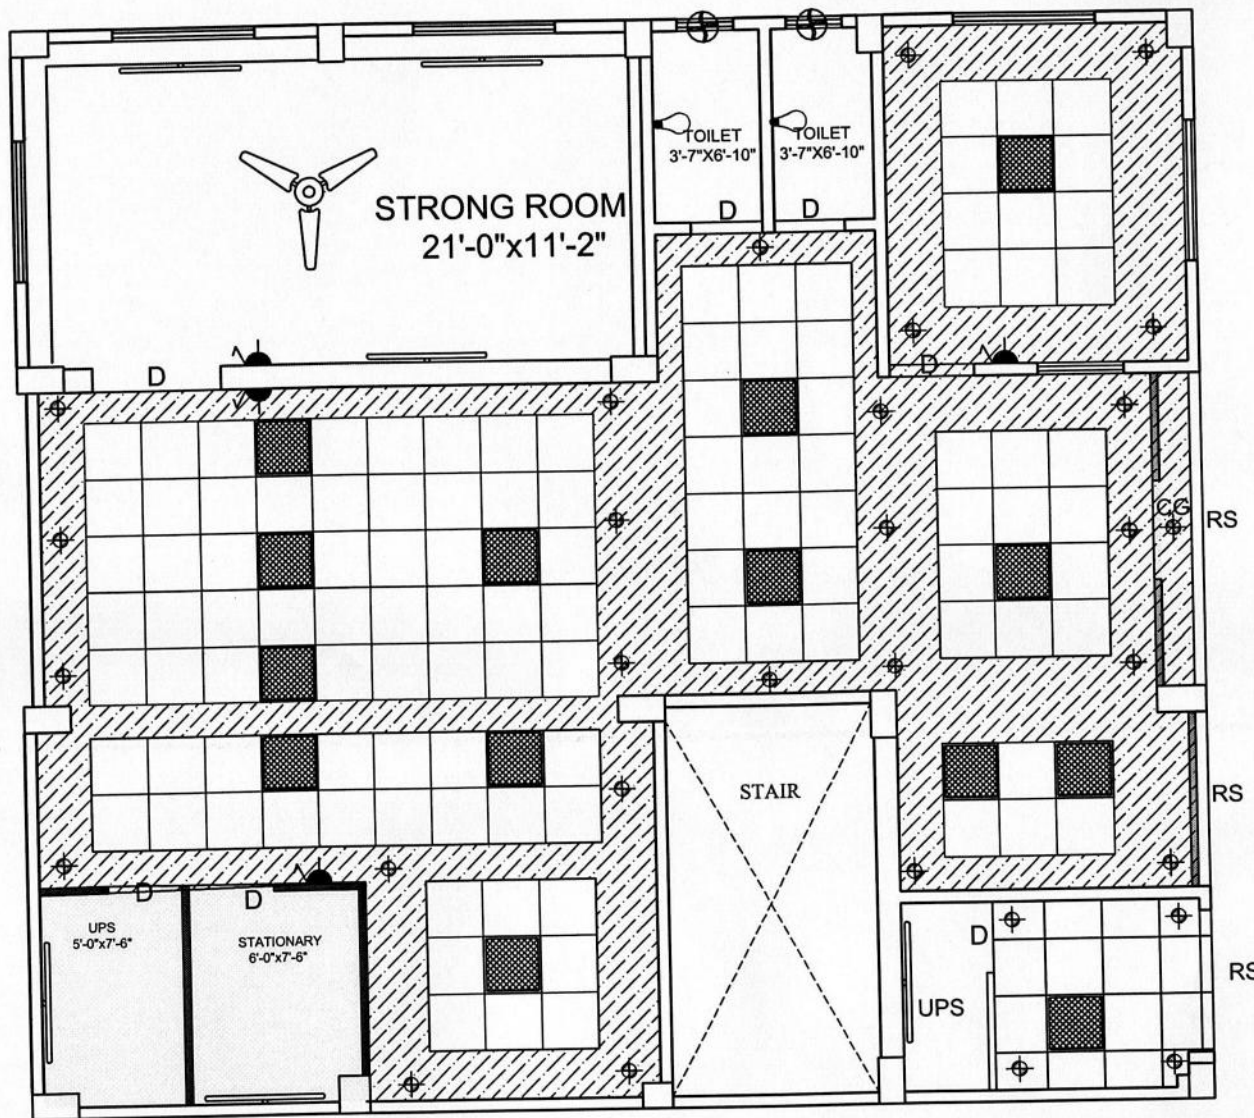 TOILET
3'-7"X6'-10"
TOILET
3'-7"X6'-10"
STRONG ROOM
21'-0"x11'-2"
D
D
D
D
CG
RS
STAIR
RS
D
D
UPS
5'-0"x7'-6"
STATIONARY
6'-0"x7'-6"
D
UPS
RS